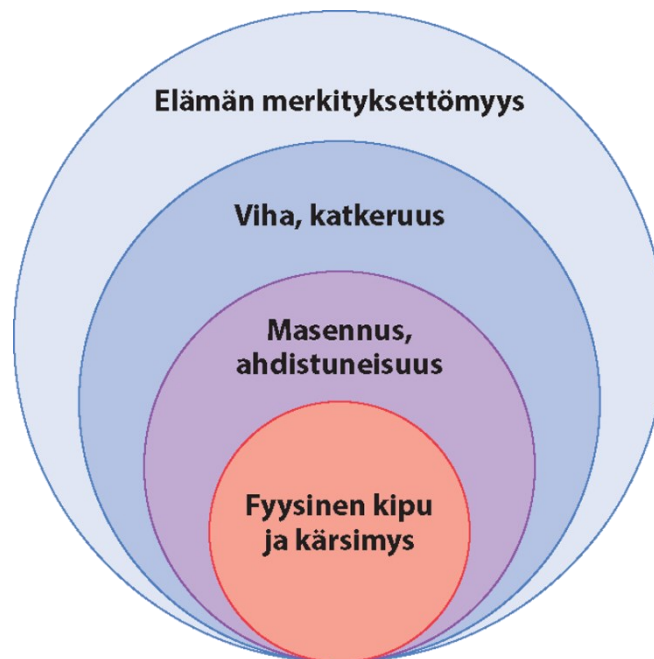 Elämän merkityksettömyys
Viha, katkeruus
Masennus,
ahdistuneisuus
Fyysinen kipu
ja kärsimys